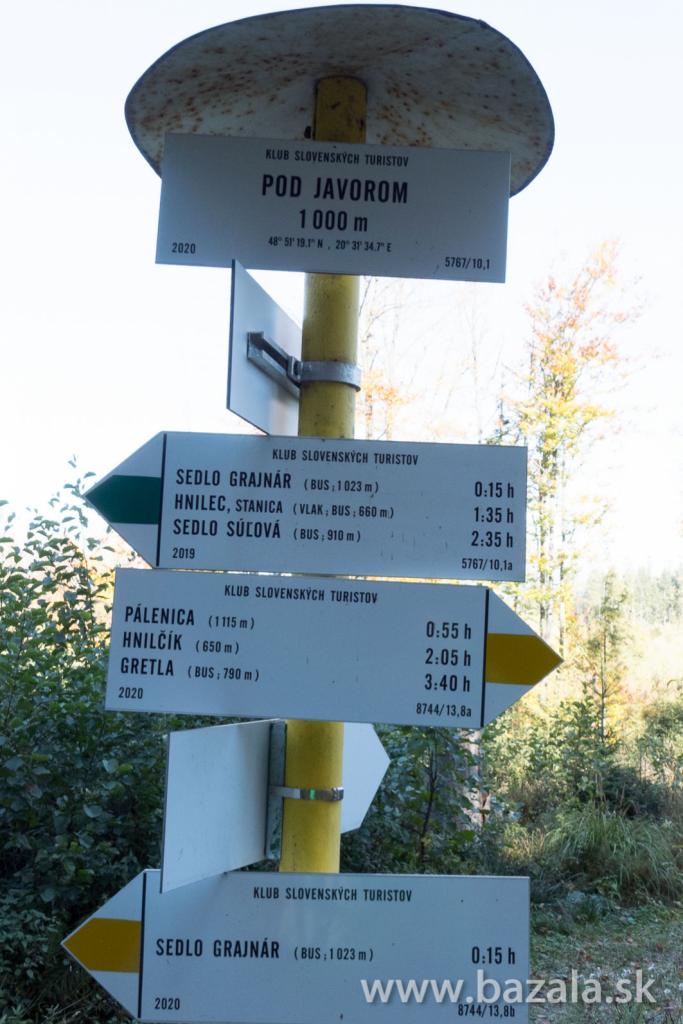 KLUB SLOVENSKÝCH TURISTOV
POD JAVOROM
1 000 m
48° 51' 19.1" N , 20° 31' 34.7" E
2020 5767/10,1
KLUB SLOVENSKÝCH TURISTOV
SEDLO GRAJNÁR (BUS ; 1 023 m) 0:15 h
HNILEC, STANICA (VLAK ; BUS ; 660 m) 1:35 h
SEDLO SÚĽOVÁ (BUS ; 910 m) 2:35 h
2019 5767/10,1a
KLUB SLOVENSKÝCH TURISTOV
PÁLENICA (1 115 m) 0:55 h
HNILČÍK (650 m) 2:05 h
GRETLA (BUS ; 790 m) 3:40 h
2020 8744/13,8a
KLUB SLOVENSKÝCH TURISTOV
SEDLO GRAJNÁR (BUS ; 1 023 m) 0:15 h
2020 8744/13,8b
www.bazala.sk